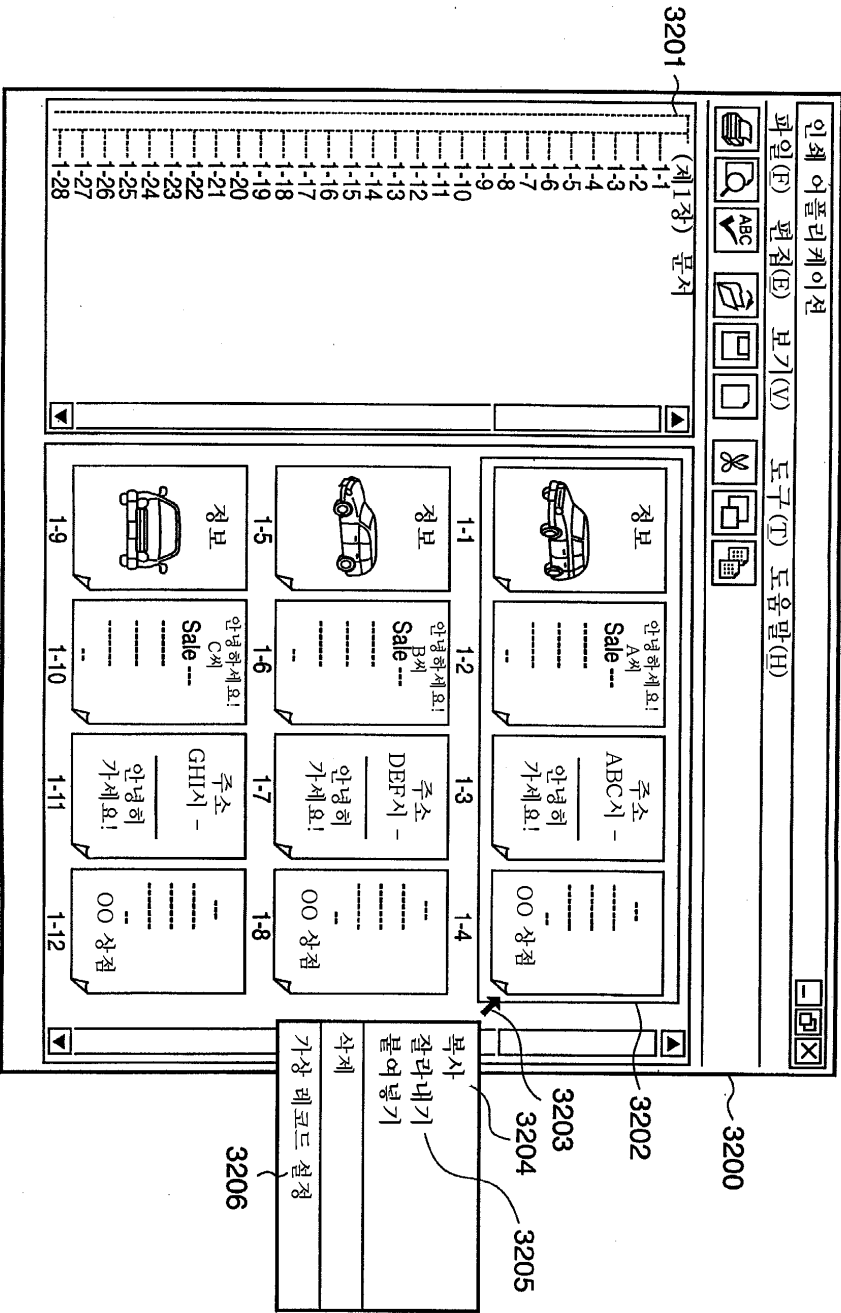 3200
인쇄 어플리케이션
파일(F) 편집(E) 보기(V) 도구(T) 도움말(H)
ABC
3201
(제1장) 문서
1-1
1-2
1-3
1-4
1-5
1-6
1-7
1-8
1-9
1-10
1-11
1-12
1-13
1-14
1-15
1-16
1-17
1-18
1-19
1-20
1-21
1-22
1-23
1-24
1-25
1-26
1-27
1-28
정보
안녕하세요!
A씨
Sale ---
주소
ABC시 -
안녕히
가세요!
OO 상점
1-1 1-2 1-3 1-4
정보
안녕하세요!
B씨
Sale ---
주소
DEF시 -
안녕히
가세요!
OO 상점
1-5 1-6 1-7 1-8
정보
안녕하세요!
C씨
Sale ---
주소
GHI시 -
안녕히
가세요!
OO 상점
1-9 1-10 1-11 1-12
3202
3203
3204
3205
복사
잘라내기
붙여넣기
삭제
가상 레코드 설정
3206